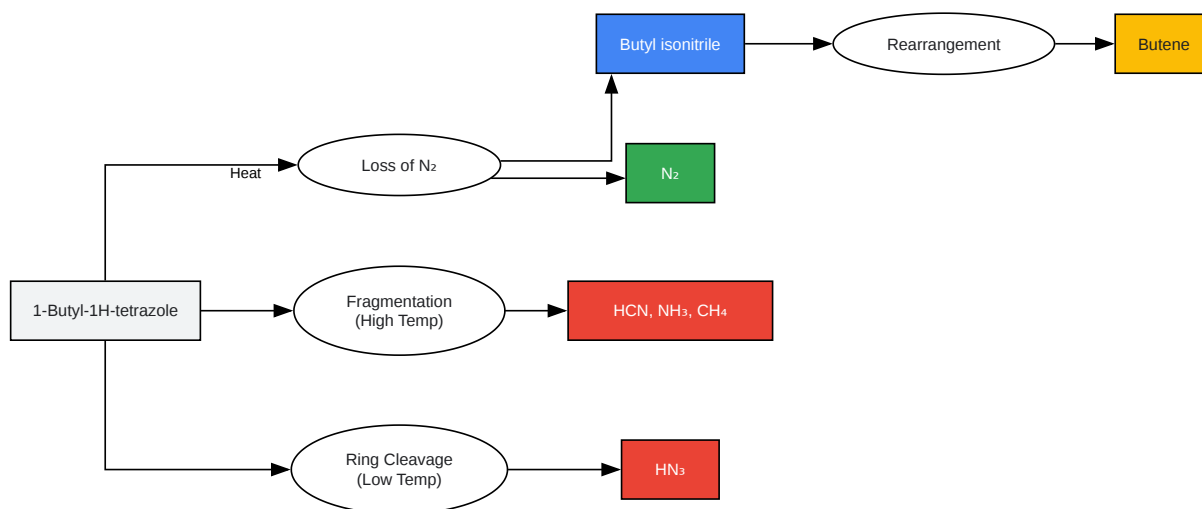 Butyl isonitrile
Rearrangement
Butene
Loss of N₂
N₂
Heat
1-Butyl-1H-tetrazole
Fragmentation
(High Temp)
HCN, NH₃, CH₄
Ring Cleavage
(Low Temp)
HN₃